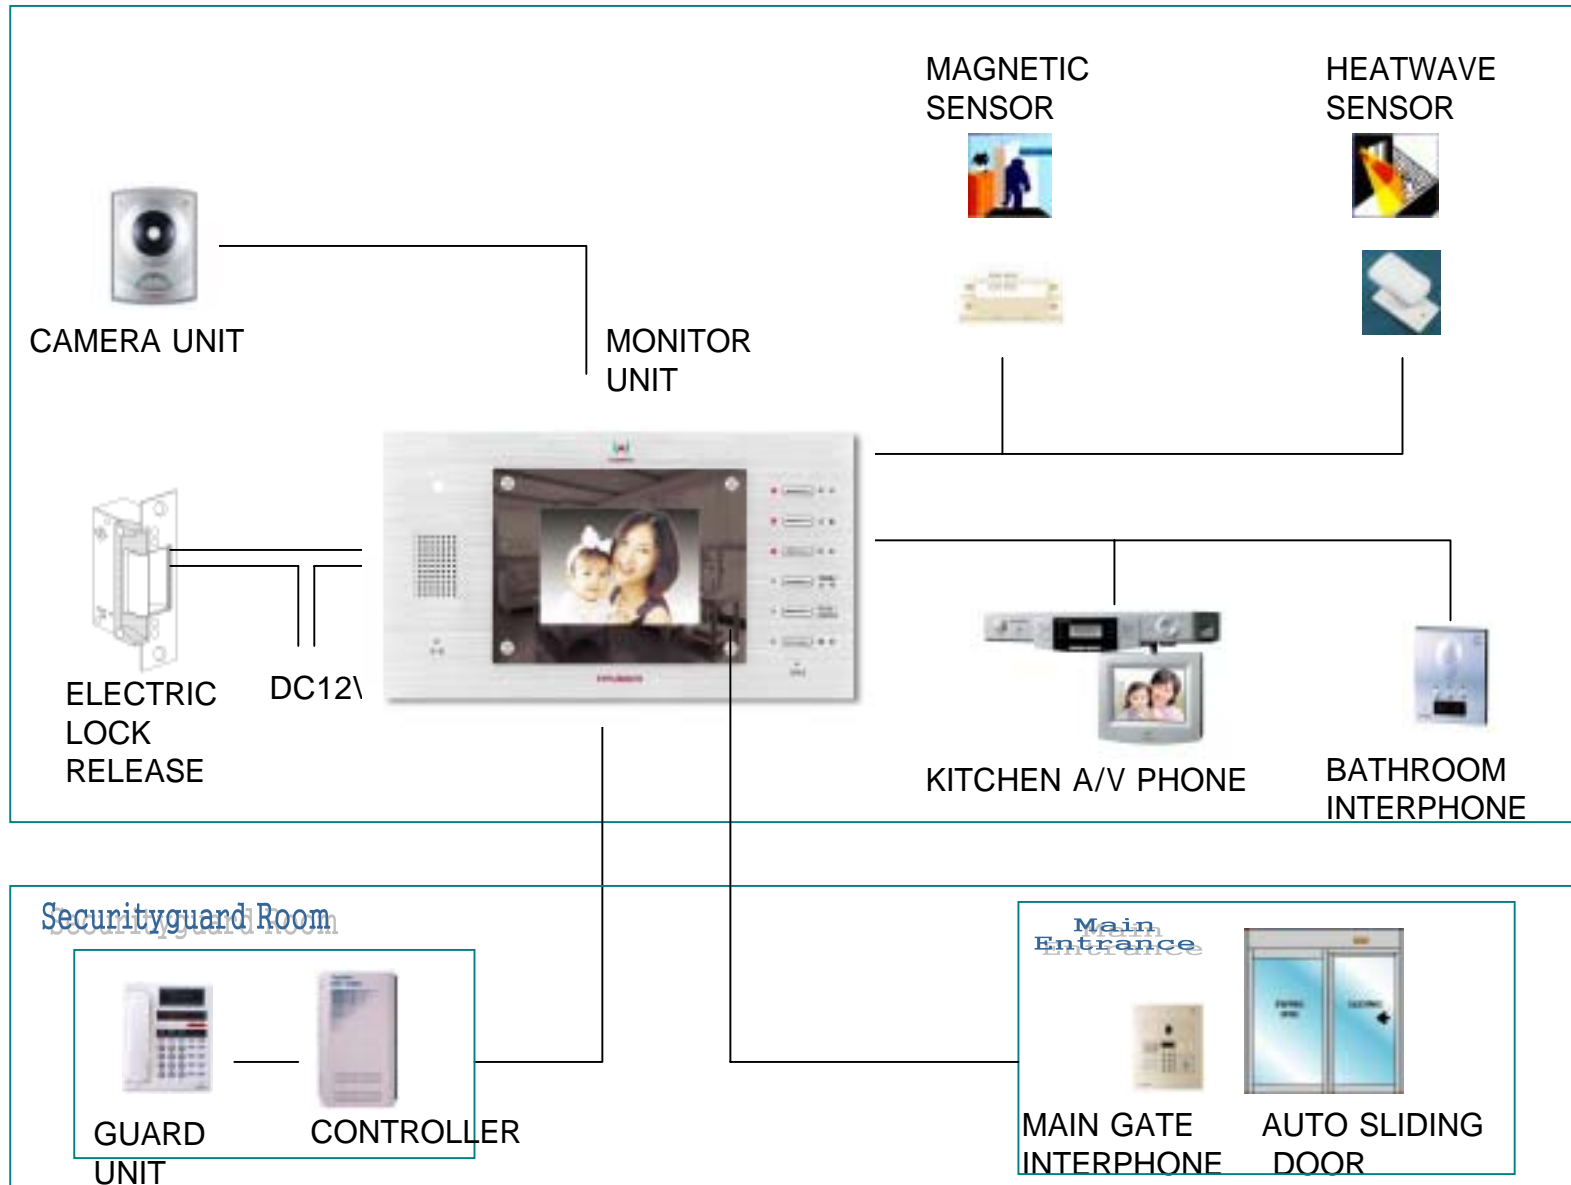 MAGNETIC
SENSOR
HEATWAVE
SENSOR
CAMERA UNIT
MONITOR
UNIT
ELECTRIC
LOCK
RELEASE
DC12V
KITCHEN A/V PHONE
BATHROOM
INTERPHONE
Securityguard Room
Main
Entrance
GUARD
UNIT
CONTROLLER
MAIN GATE
INTERPHONE
AUTO SLIDING
DOOR